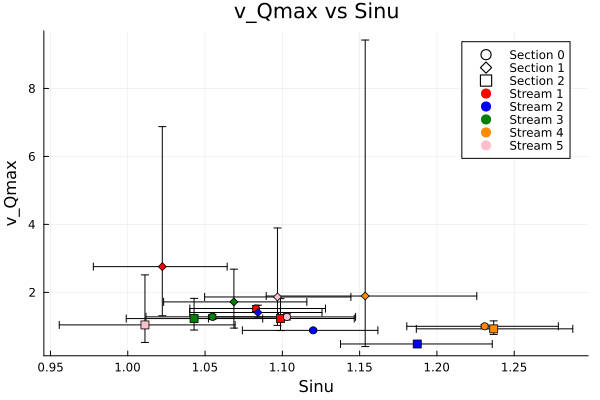 v_Qmax vs Sinu
Section 0
Section 1
Section 2
Stream 1
Stream 2
Stream 3
Stream 4
Stream 5
v_Qmax
8
6
4
2
0.95
1.00
1.05
1.10
1.15
1.20
1.25
Sinu